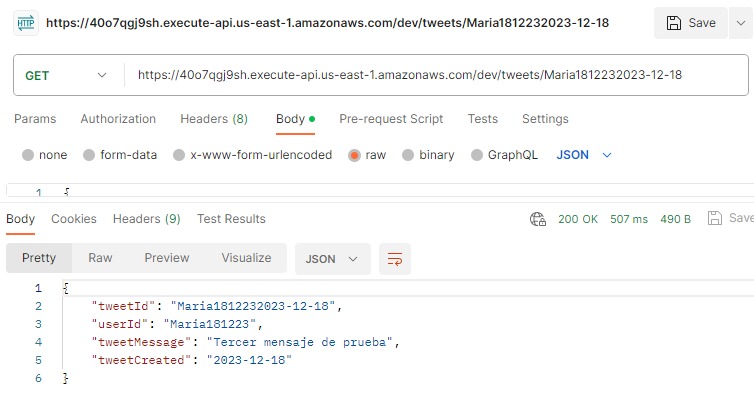 HTTP https://40o7qgj9sh.execute-api.us-east-1.amazonaws.com/dev/tweets/Maria1812232023-12-18 Save
GET https://40o7qgj9sh.execute-api.us-east-1.amazonaws.com/dev/tweets/Maria1812232023-12-18
Params Authorization Headers (8) Body Pre-request Script Tests Settings
none form-data x-www-form-urlencoded raw binary GraphQL JSON
1 {
Body Cookies Headers (9) Test Results 200 OK 507 ms 490 B Save
Pretty Raw Preview Visualize JSON
1 {
2 "tweetId": "Maria1812232023-12-18",
3 "userId": "Maria181223",
4 "tweetMessage": "Tercer mensaje de prueba",
5 "tweetCreated": "2023-12-18"
6 }